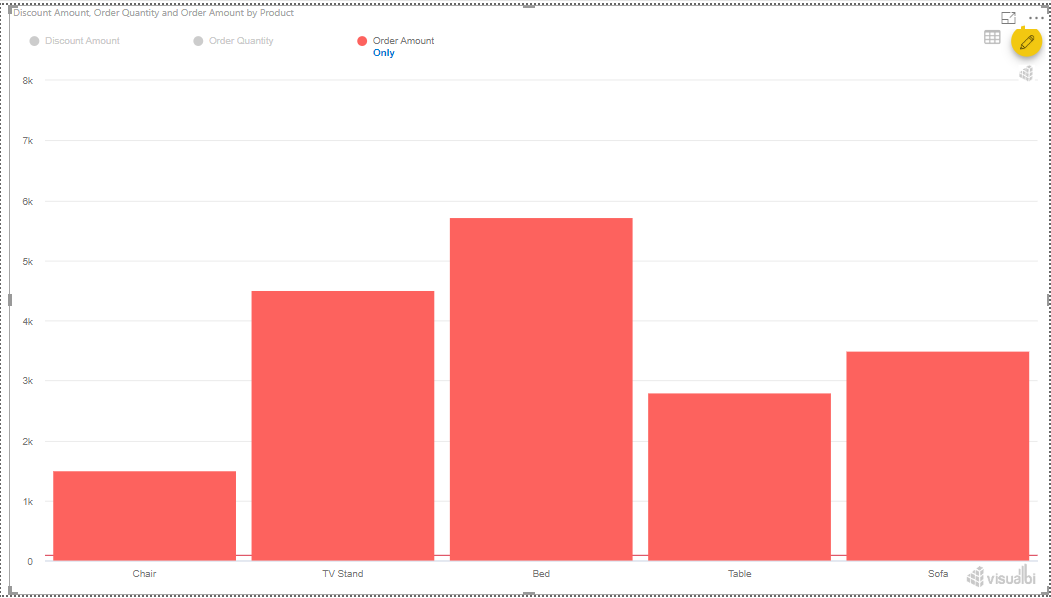 Discount Amount, Order Quantity and Order Amount by Product
Discount Amount
Order Quantity
Order Amount
Only
8k
7k
6k
5k
4k
3k
2k
1k
0
Chair
TV Stand
Bed
Table
Sofa
visualbi